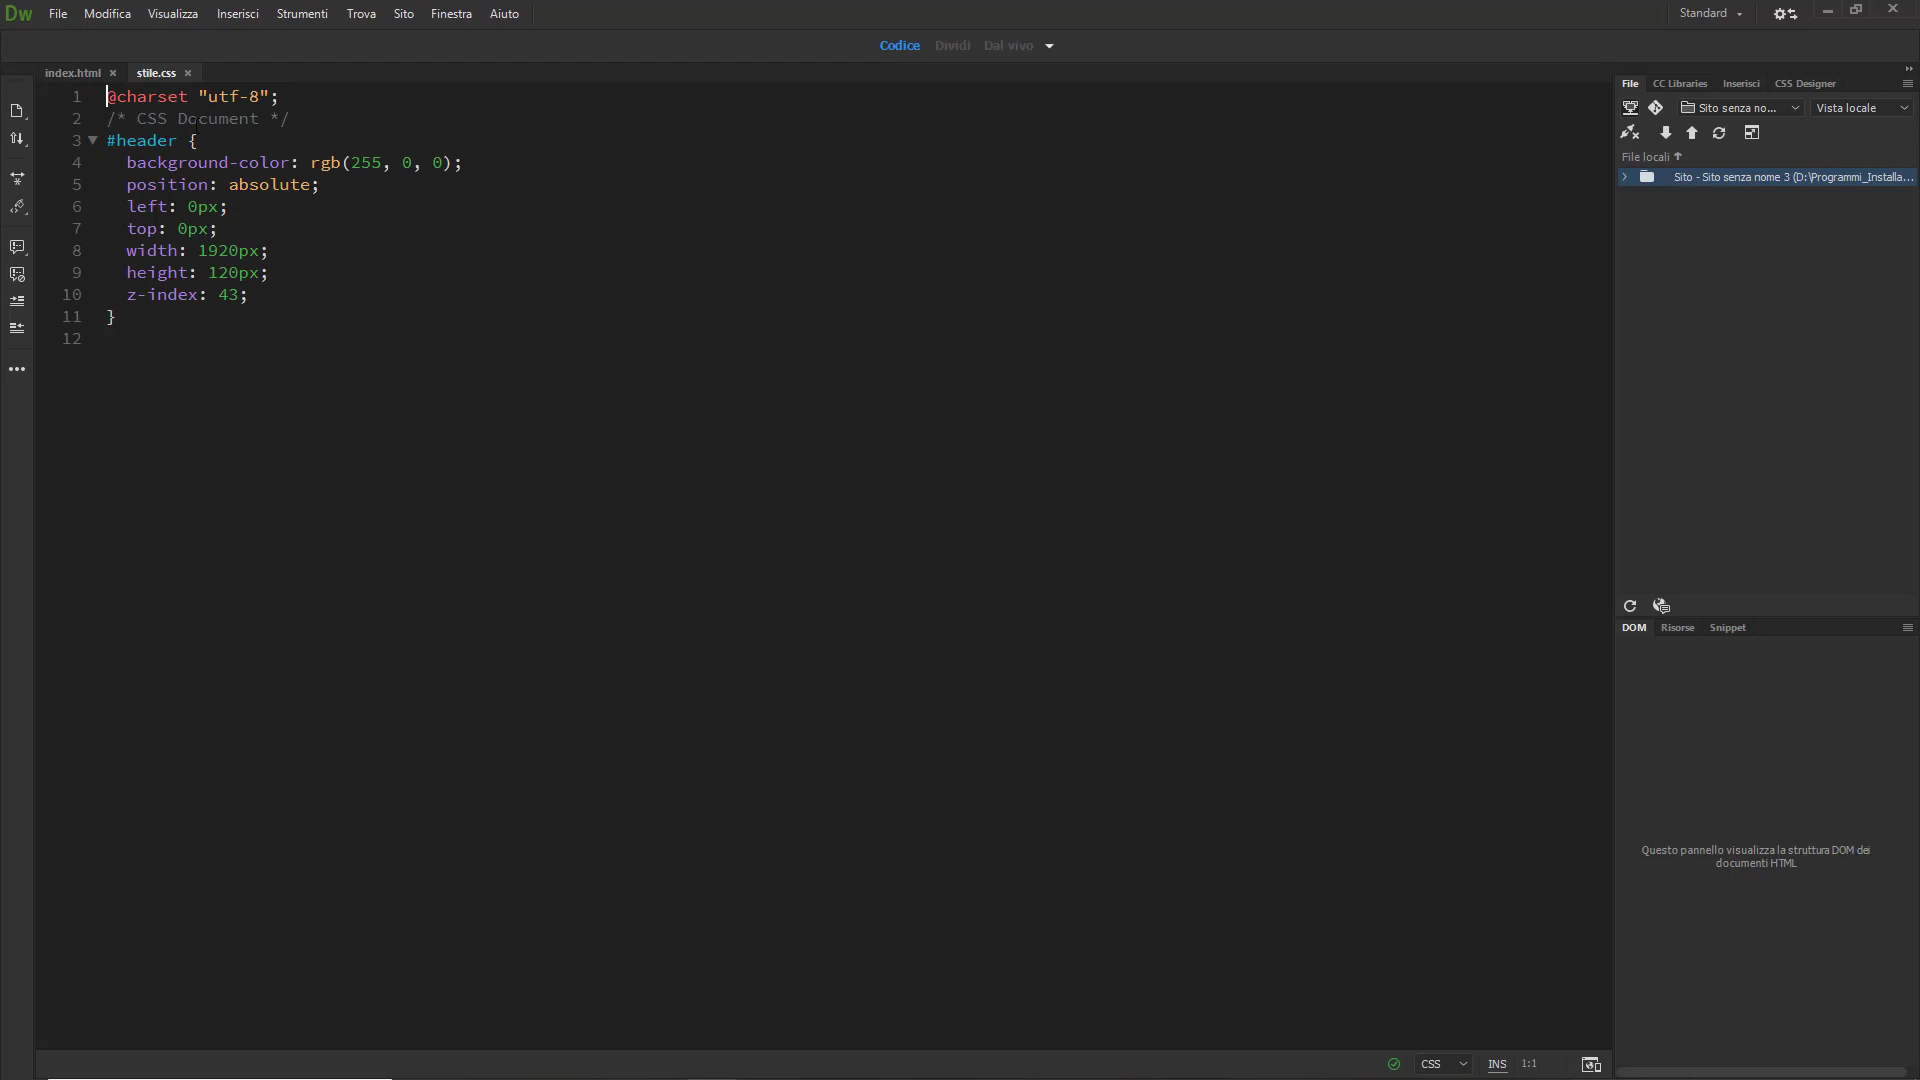 Dw File Modifica Visualizza Inserisci Strumenti Trova Sito Finestra Aiuto Standard
Codice Dividi Dal vivo
index.html stile.css
1 @charset "utf-8";
2 /* CSS Document */
3 #header {
4 background-color: rgb(255, 0, 0);
5 position: absolute;
6 left: 0px;
7 top: 0px;
8 width: 1920px;
9 height: 120px;
10 z-index: 43;
11 }
12
File CC Libraries Inserisci CSS Designer
Sito senza no... Vista locale
File locali
Sito - Sito senza nome 3 (D:\Programmi_Installa...
DOM Risorse Snippet
Questo pannello visualizza la struttura DOM dei
documenti HTML
CSS INS 1:1